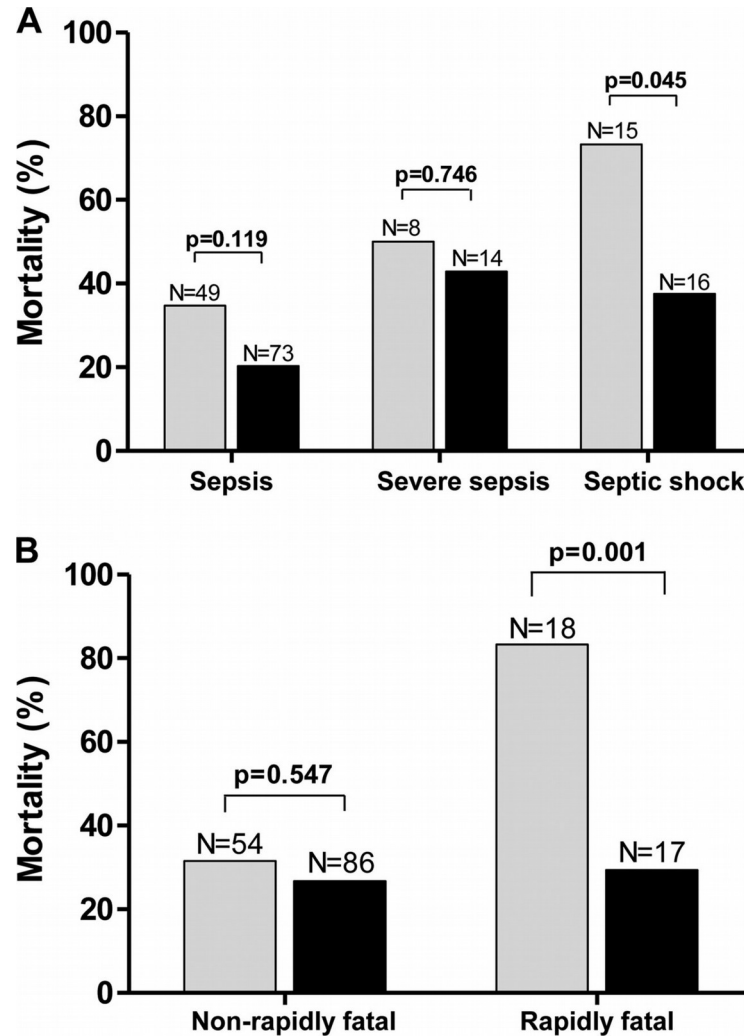 A
100
p=0.045
80
N=15
p=0.746
Mortality (%)
60
p=0.119
N=8
N=14
40
N=49
N=16
N=73
20
0
Sepsis Severe sepsis Septic shock
B
100
p=0.001
N=18
80
Mortality (%)
60
p=0.547
40
N=54
N=86
N=17
20
0
Non-rapidly fatal Rapidly fatal